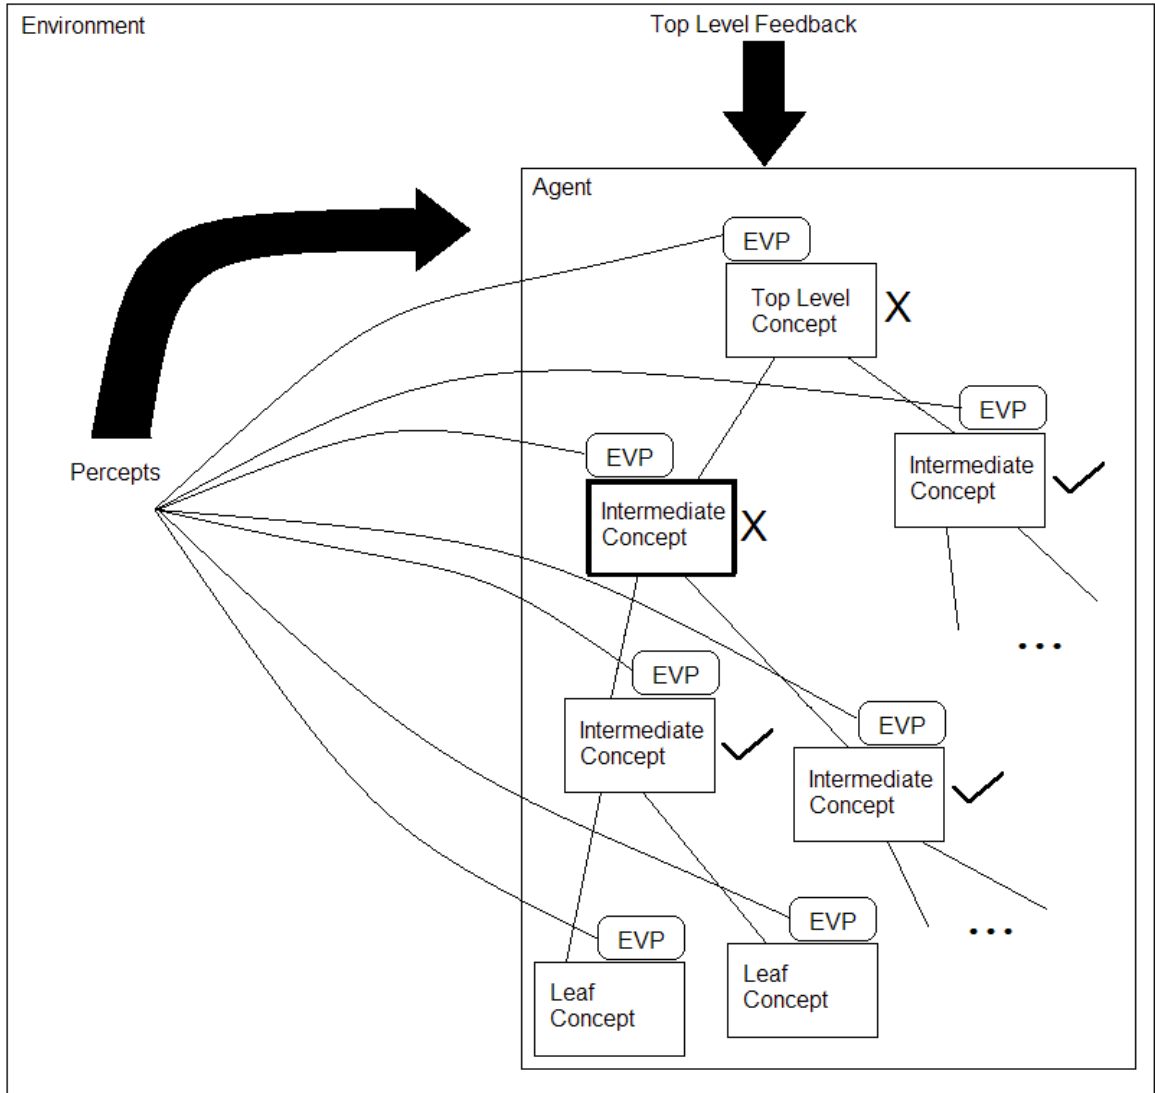 Environment
Top Level Feedback
Agent
EVP
Top Level
Concept
X
EVP
Intermediate
Concept
EVP
Intermediate
Concept
X
Percepts
EVP
Intermediate
Concept
...
EVP
Intermediate
Concept
EVP
Leaf
Concept
EVP
Leaf
Concept
...